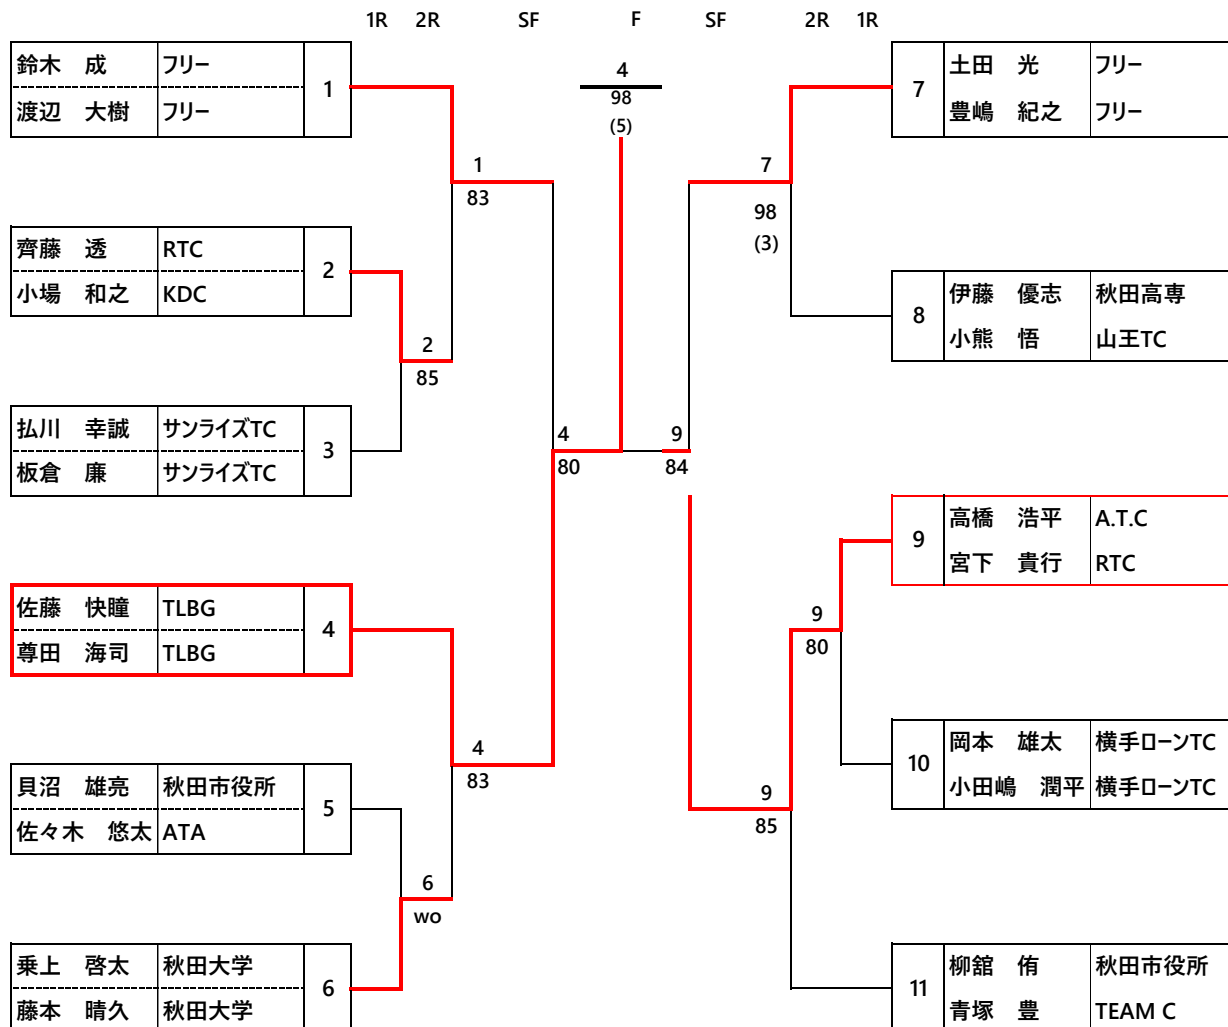 1R 2R SF F SF 2R 1R
鈴木 成 フリー 1
渡辺 大樹 フリー
齊藤 透 RTC 2
小場 和之 KDC
払川 幸誠 サンライズTC 3
板倉 廉 サンライズTC
佐藤 快瞳 TLBG 4
尊田 海司 TLBG
貝沼 雄亮 秋田市役所 5
佐々木 悠太 ATA
乗上 啓太 秋田大学 6
藤本 晴久 秋田大学
2
85
6
wo
1
83
4
83
4
80
4
98
(5)
9
84
7
98
(3)
9
85
9
80
7 土田 光 フリー
豊嶋 紀之 フリー
8 伊藤 優志 秋田高専
小熊 悟 山王TC
9 高橋 浩平 A.T.C
宮下 貴行 RTC
10 岡本 雄太 横手ローンTC
小田嶋 潤平 横手ローンTC
11 柳舘 侑 秋田市役所
青塚 豊 TEAM C